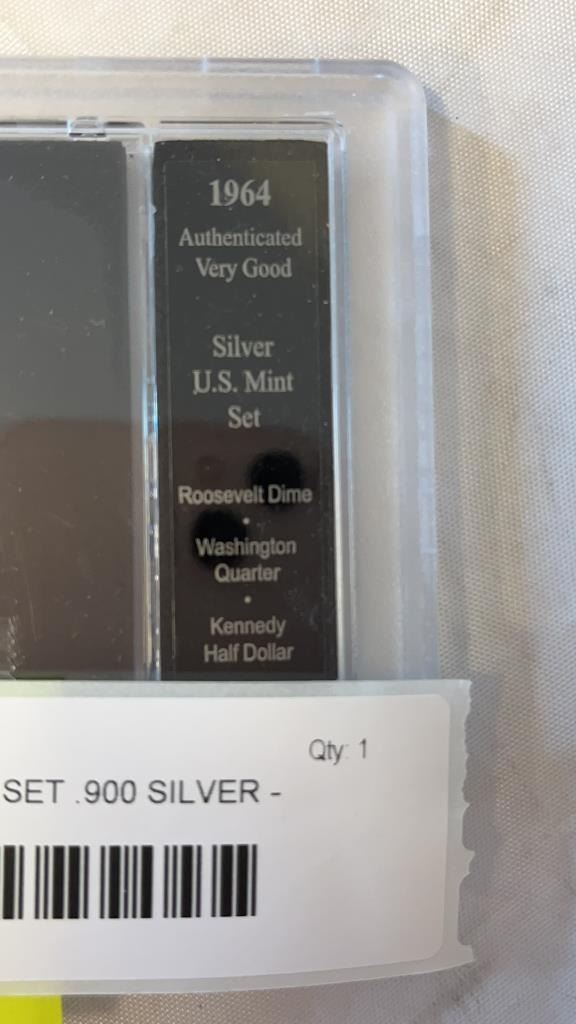 1964
Authenticated
Very Good
Silver
U.S. Mint
Set
Roosevelt Dime
•
Washington
Quarter
•
Kennedy
Half Dollar
Qty: 1
SET .900 SILVER -